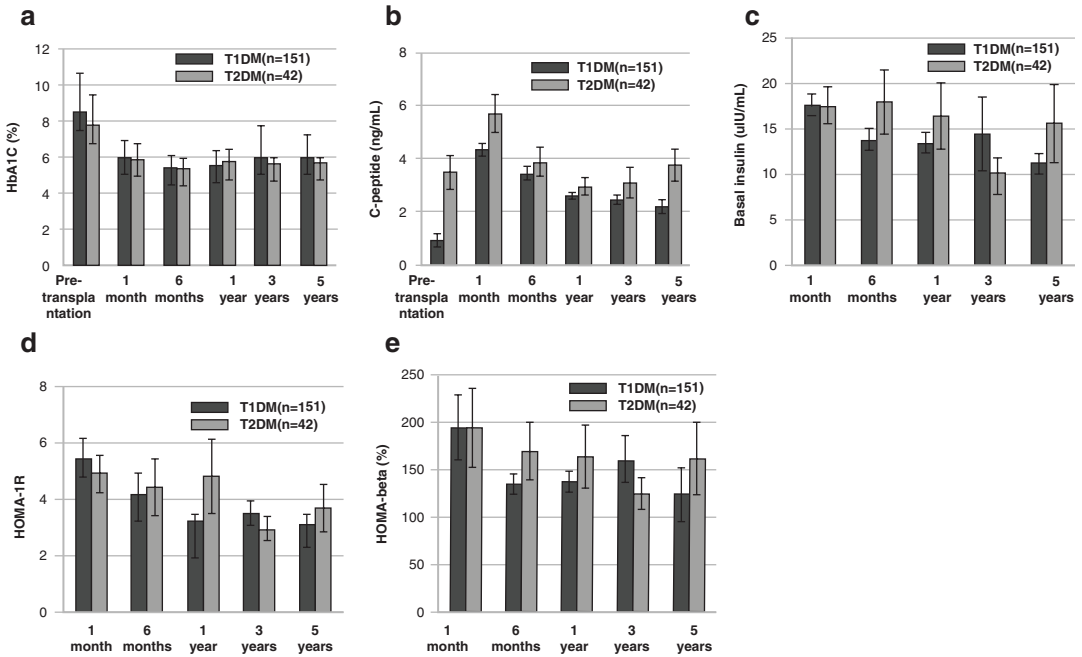 a
12
10
8
6
4
2
0
HbA1C (%)
T1DM(n=151)
T2DM(n=42)
Pre-
transpla
ntation
1
month
6
months
1
year
3
years
5
years
b
8
6
4
2
0
C-peptide (ng/mL)
T1DM(n=151)
T2DM(n=42)
Pre-
transpla
ntation
1
month
6
months
1
year
3
years
5
years
c
25
20
15
10
5
0
Basal insulin (uIU/mL)
T1DM(n=151)
T2DM(n=42)
1
month
6
months
1
year
3
years
5
years
d
8
6
4
2
0
HOMA-1R
T1DM(n=151)
T2DM(n=42)
1
month
6
months
1
year
3
years
5
years
e
250
200
150
100
50
0
HOMA-beta (%)
T1DM(n=151)
T2DM(n=42)
1
month
6
months
1
year
3
years
5
years